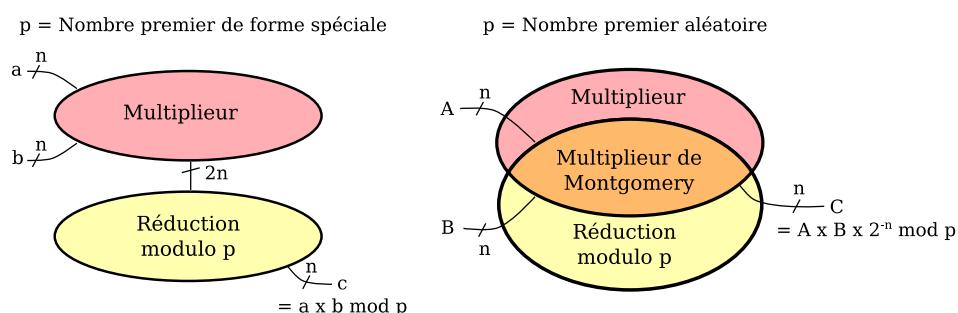 p = Nombre premier de forme spéciale
n
a
Multiplieur
n
b
2n
Réduction
modulo p
n
c
= a x b mod p
p = Nombre premier aléatoire
n
A
Multiplieur
Multiplieur de
Montgomery
n
C
= A x B x 2⁻ⁿ mod p
B
n
Réduction
modulo p